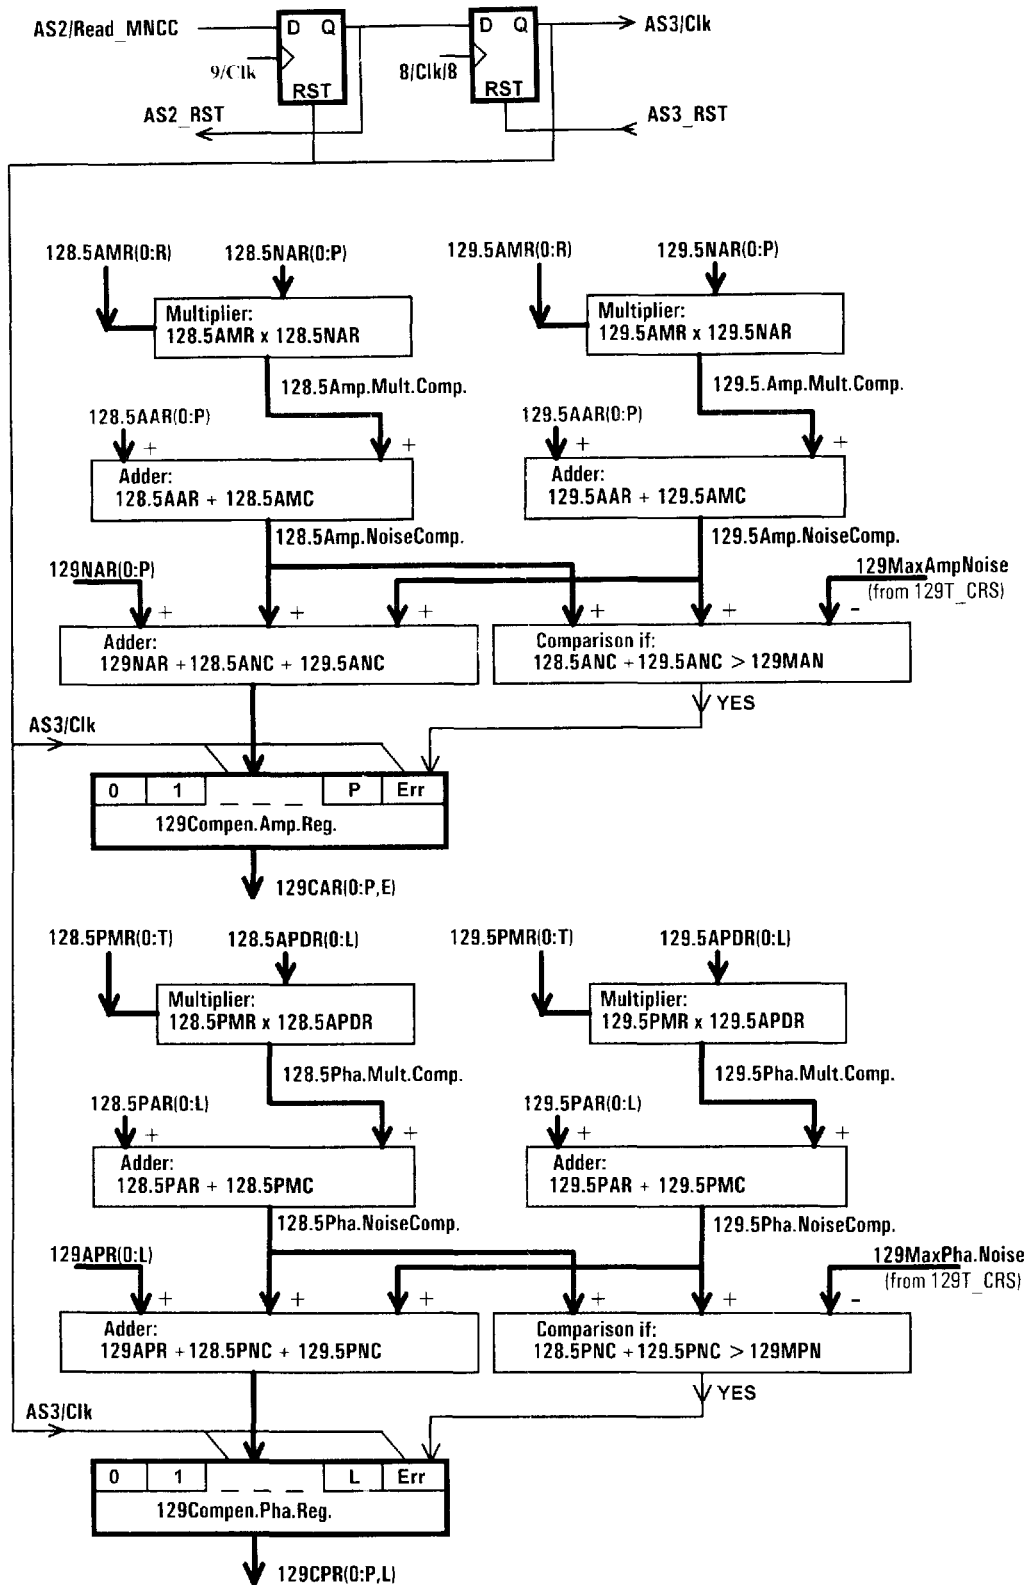 AS2/Read_MNCC D Q D Q AS3/Clk
9/Clk 8/Clk/8
RST RST
AS2_RST AS3_RST
128.5AMR(0:R) 128.5NAR(0:P) 129.5AMR(0:R) 129.5NAR(0:P)
Multiplier: Multiplier:
128.5AMR x 128.5NAR 129.5AMR x 129.5NAR
128.5Amp.Mult.Comp. 129.5.Amp.Mult.Comp.
128.5AAR(0:P) + + 129.5AAR(0:P) + +
Adder: Adder:
128.5AAR + 128.5AMC 129.5AAR + 129.5AMC
128.5Amp.NoiseComp. 129.5Amp.NoiseComp.
129NAR(0:P) 129MaxAmpNoise
(from 129T_CRS)
+ + + + + -
Adder: Comparison if:
129NAR +128.5ANC + 129.5ANC 128.5ANC +129.5ANC > 129MAN
YES
AS3/Clk
0 1 _ _ _ P Err
129Compen.Amp.Reg.
129CAR(0:P,E)
128.5PMR(0:T) 128.5APDR(0:L) 129.5PMR(0:T) 129.5APDR(0:L)
Multiplier: Multiplier:
128.5PMR x 128.5APDR 129.5PMR x 129.5APDR
128.5Pha.Mult.Comp. 129.5Pha.Mult.Comp.
128.5PAR(0:L) + + 129.5PAR(0:L) + +
Adder: Adder:
128.5PAR + 128.5PMC 129.5PAR + 129.5PMC
128.5Pha.NoiseComp. 129.5Pha.NoiseComp.
129APR(0:L) 129MaxPha.Noise
(from 129T_CRS)
+ + + + + -
Adder: Comparison if:
129APR +128.5PNC + 129.5PNC 128.5PNC +129.5PNC > 129MPN
YES
AS3/Clk
0 1 _ _ _ L Err
129Compen.Pha.Reg.
129CPR(0:P,L)